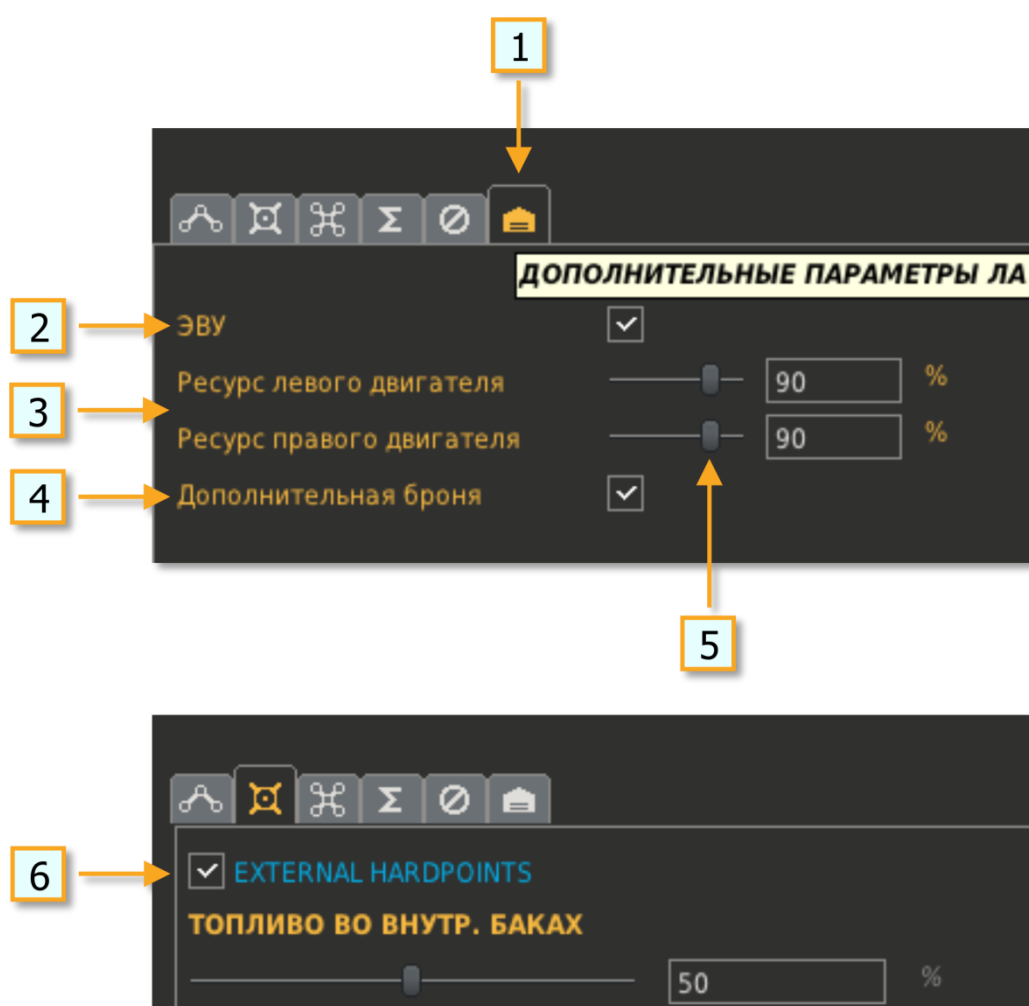 1
ДОПОЛНИТЕЛЬНЫЕ ПАРАМЕТРЫ ЛА
2 ЭВУ
Ресурс левого двигателя 90 %
3
Ресурс правого двигателя 90 %
4 Дополнительная броня
5
6 EXTERNAL HARDPOINTS
ТОПЛИВО ВО ВНУТР. БАКАХ
50 %